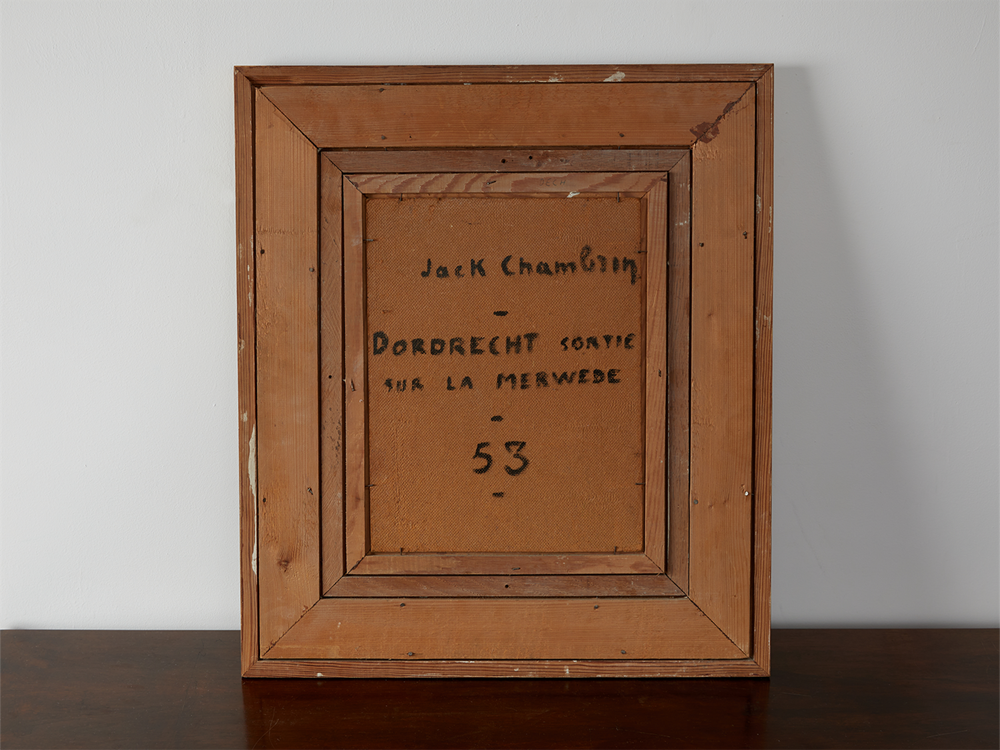 Jack Chambrin
-
DORDRECHT SORTIE
SUR LA MERWEDE
-
53
-